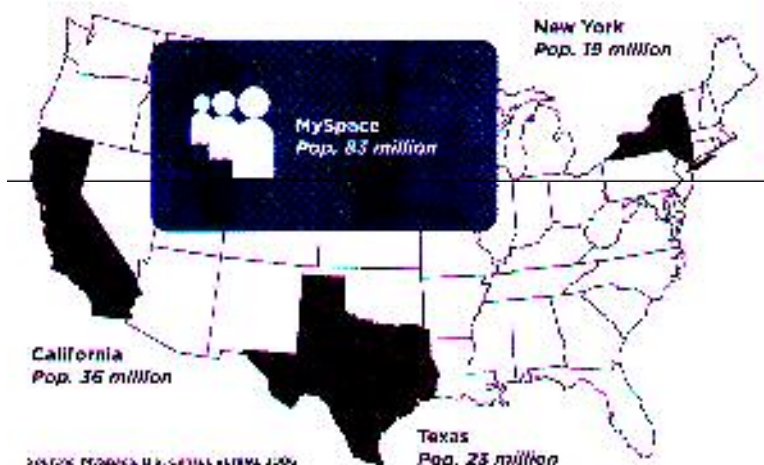 New York
Pop. 19 million
MySpace
Pop. 83 million
California
Pop. 36 million
Texas
Pop. 23 million